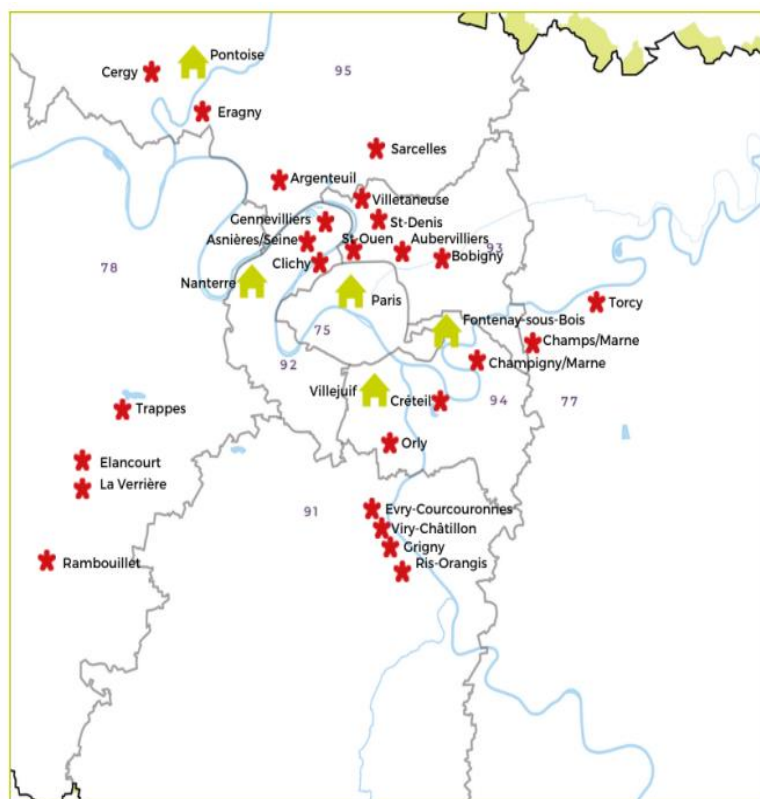 Pontoise
Cergy
95
Eragny
Sarcelles
Argenteuil
Villetaneuse
Gennevilliers
St-Denis
Asnières/Seine
St-Ouen
Aubervilliers
93
Bobigny
Clichy
78
Nanterre
Paris
Torcy
Fontenay-sous-Bois
75
Champs/Marne
Champigny/Marne
92
Villejuif
Créteil
94
77
Trappes
Orly
Elancourt
La Verrière
91
Evry-Courcouronnes
Viry-Châtillon
Grigny
Rambouillet
Ris-Orangis